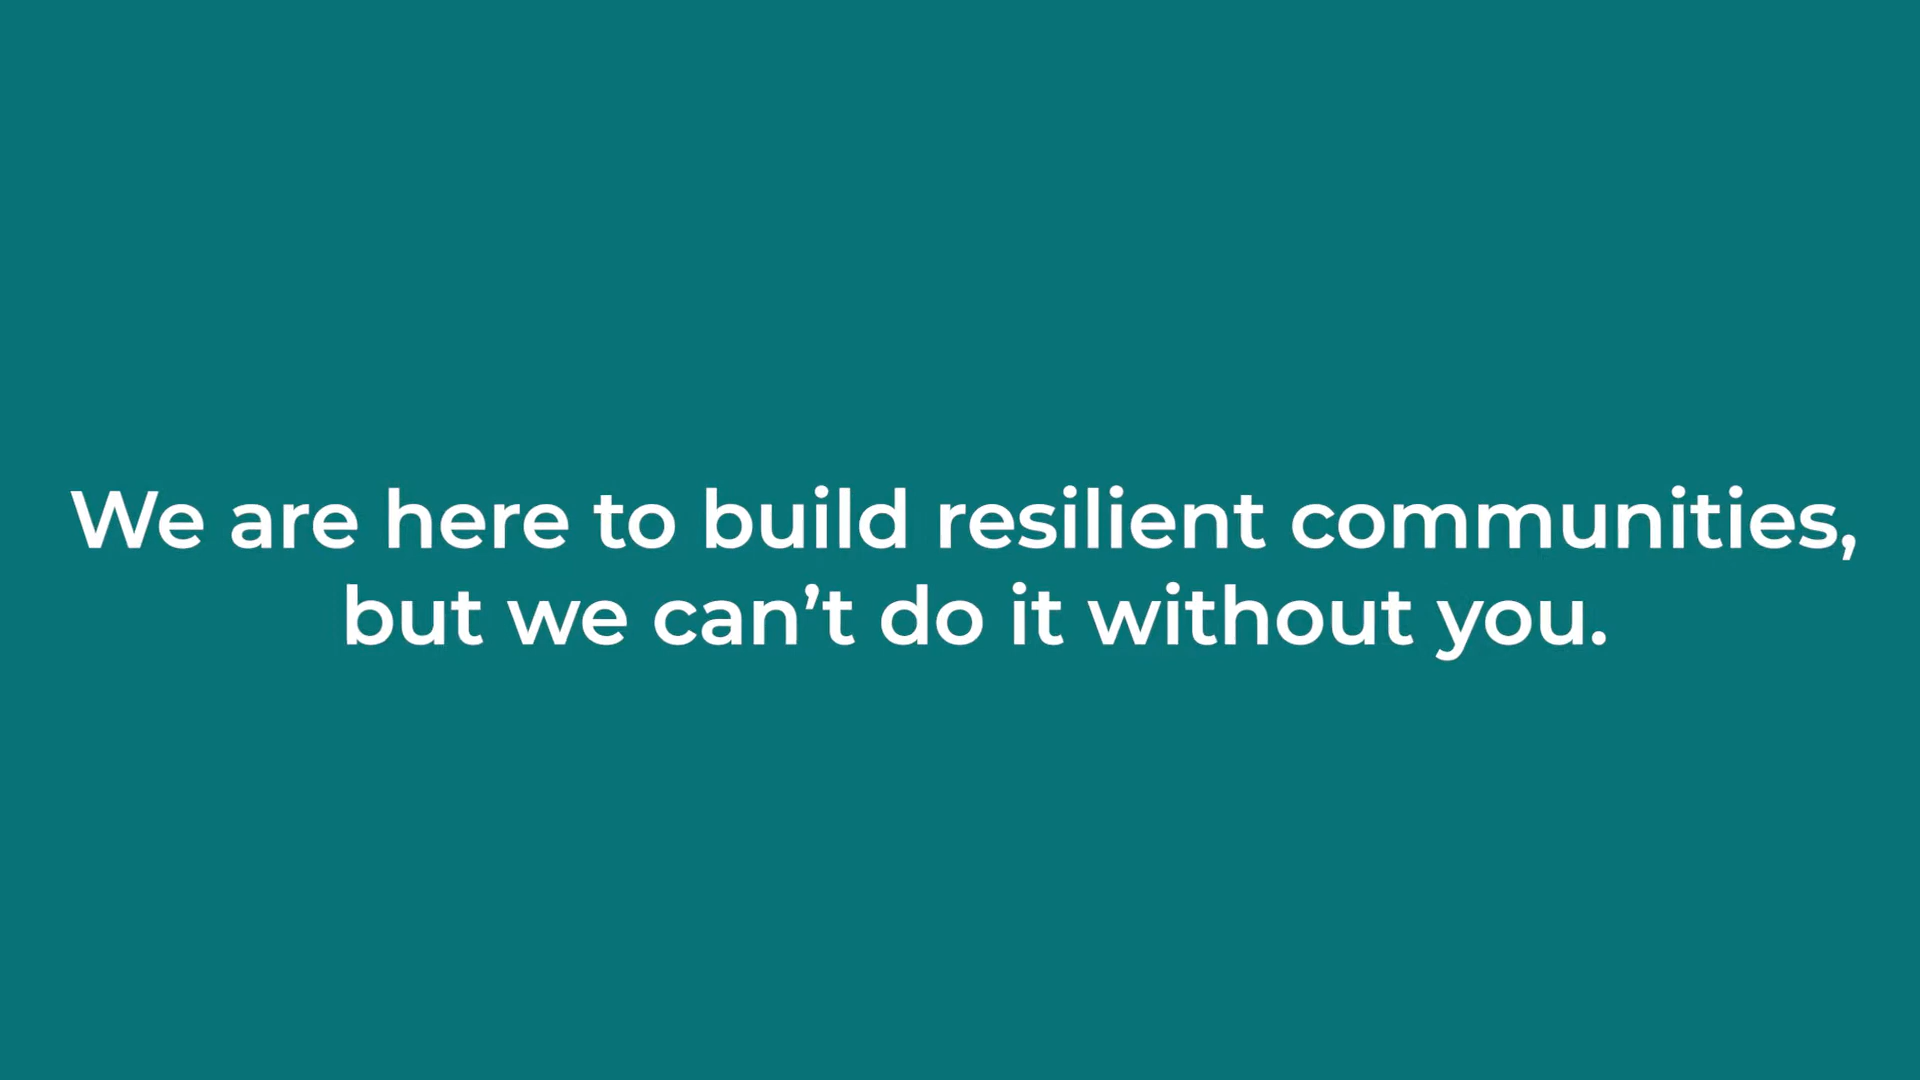 We are here to build resilient communities,
but we can’t do it without you.